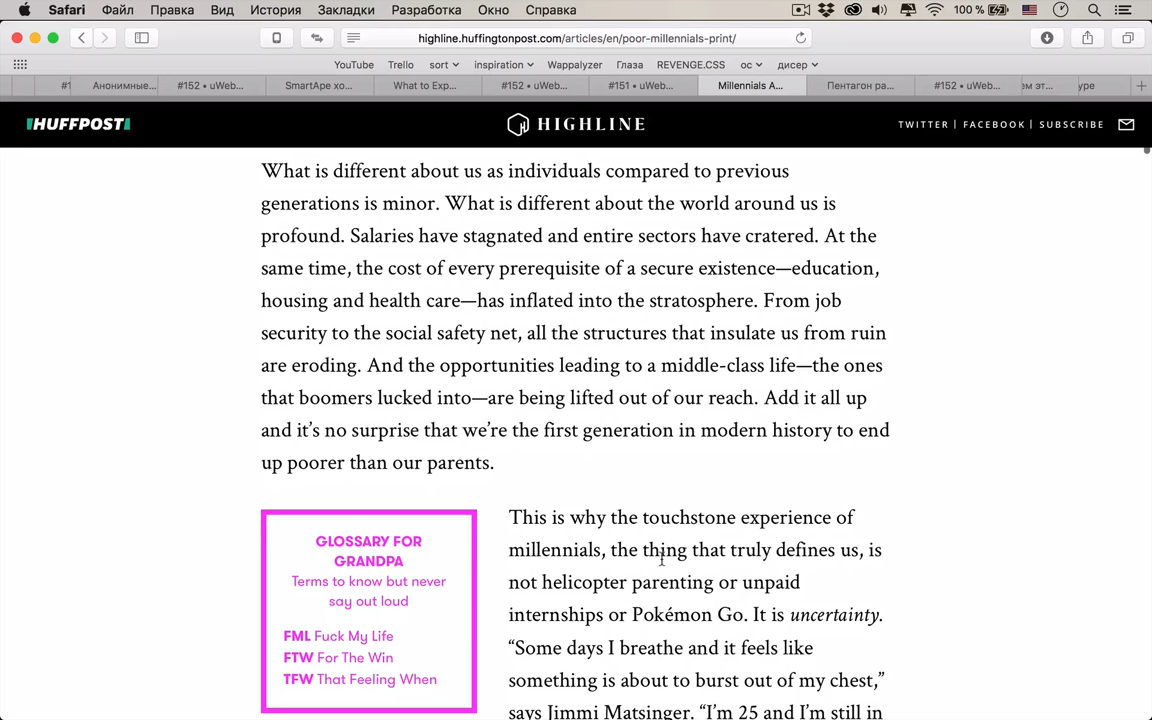 Safari Файл Правка Вид История Закладки Разработка Окно Справка 100 %
highline.huffingtonpost.com/articles/en/poor-millennials-print/
YouTube Trello sort inspiration Wappalyzer Глаза REVENGE.CSS ос дисер
#1 Анонимные... #152 • uWeb... SmartApe хо... What to Exp... #152 • uWeb... #151 • uWeb... Millennials A... Пентагон ра... #152 • uWeb... ем эт... уре
HUFFPOST HIGHLINE TWITTER | FACEBOOK | SUBSCRIBE
What is different about us as individuals compared to previous
generations is minor. What is different about the world around us is
profound. Salaries have stagnated and entire sectors have cratered. At the
same time, the cost of every prerequisite of a secure existence—education,
housing and health care—has inflated into the stratosphere. From job
security to the social safety net, all the structures that insulate us from ruin
are eroding. And the opportunities leading to a middle-class life—the ones
that boomers lucked into—are being lifted out of our reach. Add it all up
and it’s no surprise that we’re the first generation in modern history to end
up poorer than our parents.
GLOSSARY FOR
GRANDPA
Terms to know but never
say out loud
FML Fuck My Life
FTW For The Win
TFW That Feeling When
This is why the touchstone experience of
millennials, the thing that truly defines us, is
not helicopter parenting or unpaid
internships or Pokémon Go. It is uncertainty.
“Some days I breathe and it feels like
something is about to burst out of my chest,”
says Jimmi Matsinger. “I’m 25 and I’m still in